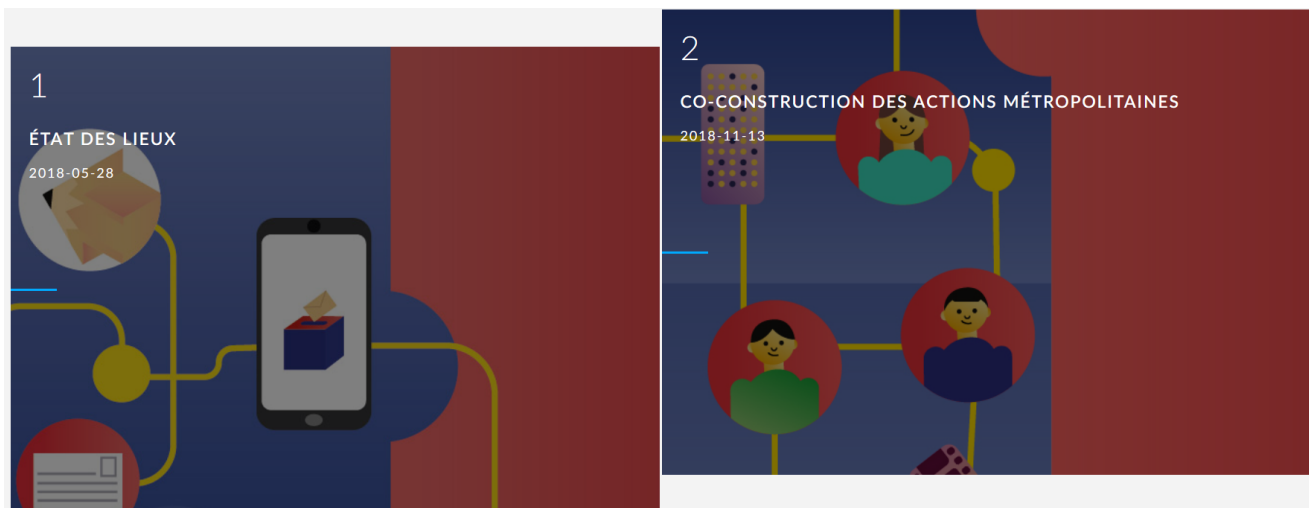 1
ÉTAT DES LIEUX
2018-05-28
2
CO-CONSTRUCTION DES ACTIONS MÉTROPOLITAINES
2018-11-13